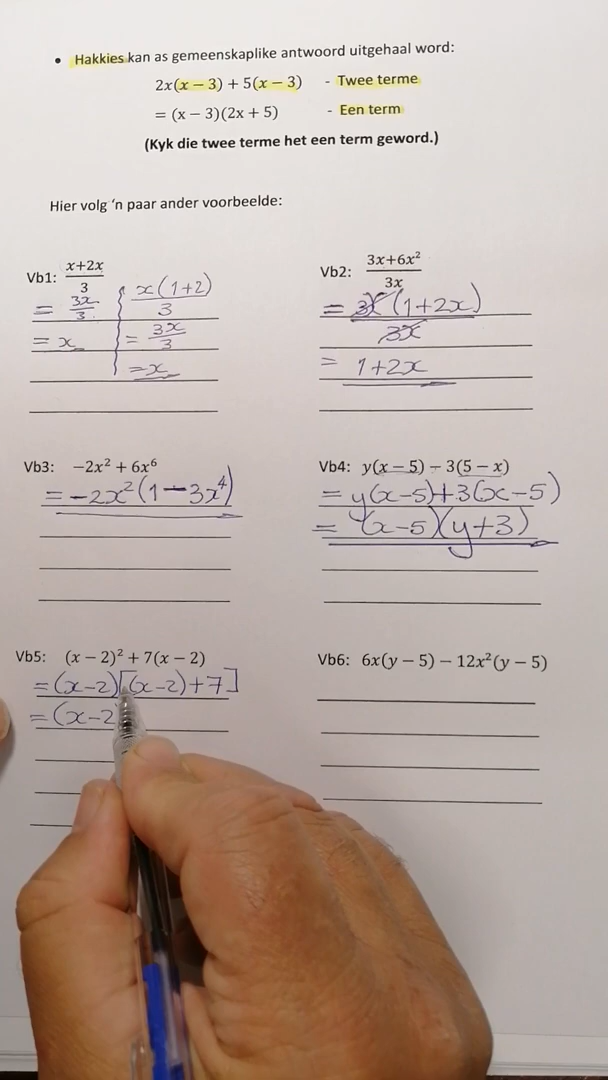 • Hakkies kan as gemeenskaplike antwoord uitgehaal word:
2x(x – 3) + 5(x – 3) - Twee terme
= (x – 3)(2x + 5) - Een term
(Kyk die twee terme het een term geword.)
Hier volg ‘n paar ander voorbeelde:
Vb1: x+2x / 3
= 3x / 3
= x
x(1+2) / 3
= 3x / 3
= x
Vb2: 3x+6x² / 3x
= 3x(1+2x) / 3x
= 1+2x
Vb3: −2x² + 6x⁶
= −2x²(1−3x⁴)
Vb4: y(x – 5) – 3(5 – x)
= y(x−5)+3(x−5)
= (x−5)(y+3)
Vb5: (x – 2)² + 7(x – 2)
= (x−2)[(x−2)+7]
= (x−2
Vb6: 6x(y – 5) – 12x²(y – 5)